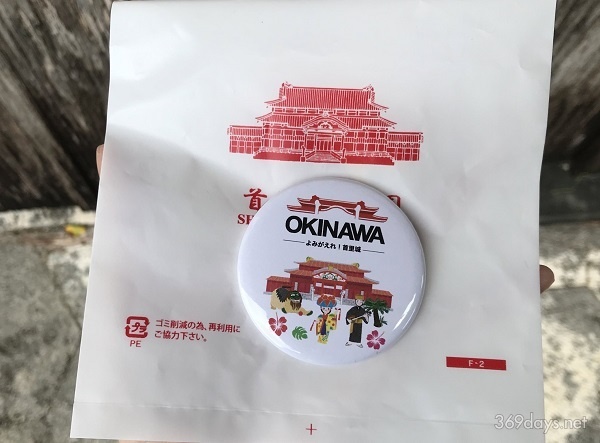 首
SH
OKINAWA
よみがえれ！首里城
プラ
PE
ゴミ削減の為、再利用に
ご協力下さい。
F-2
369days.net